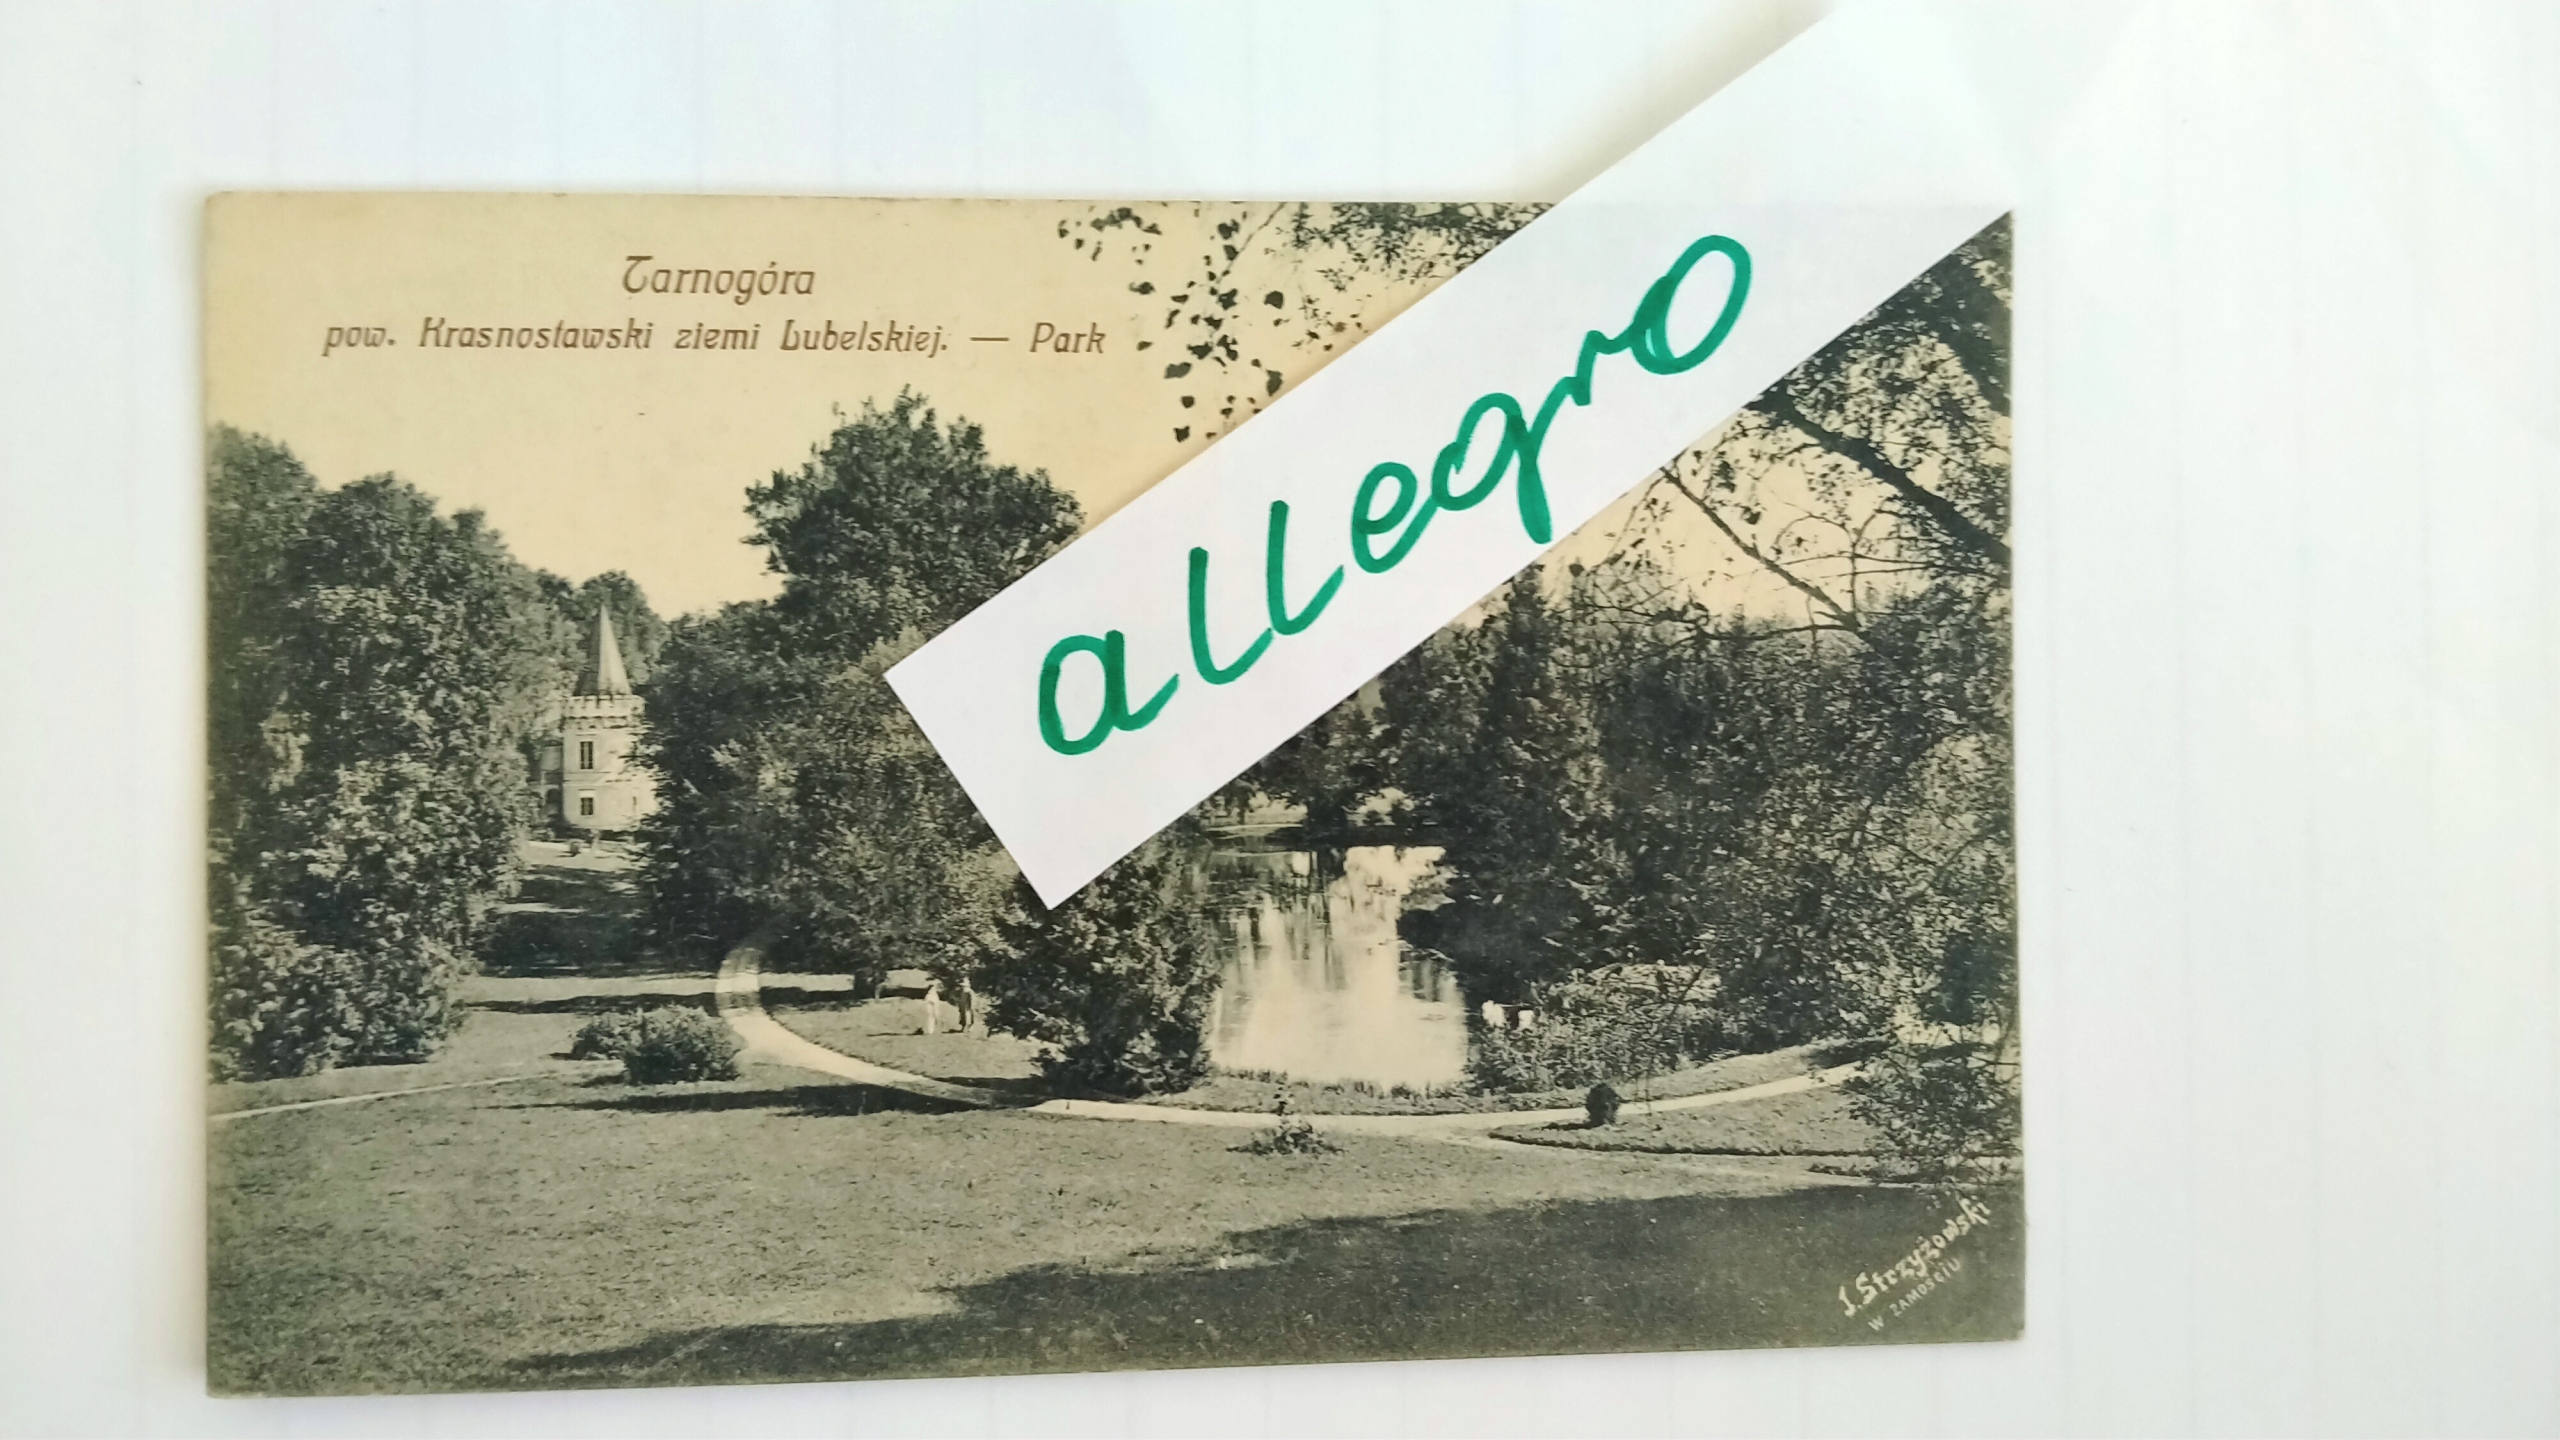 Tarnogóra
pow. Krasnostawski ziemi Lubelskiej. — Park
allegro
J. Strzyżowski
W ZAMOŚCIU